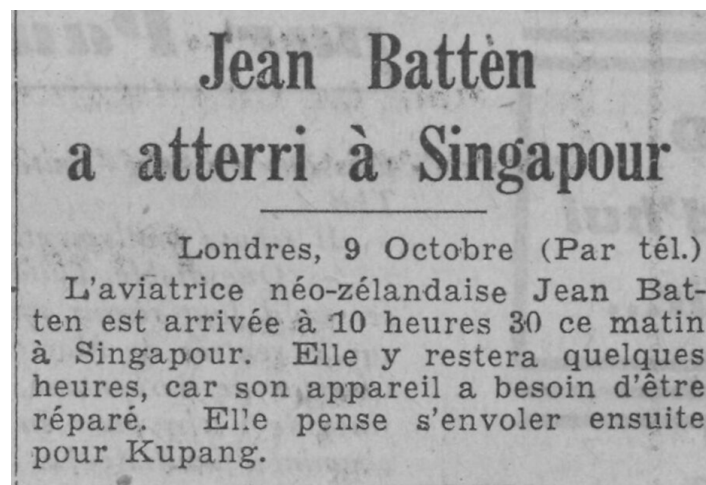 Jean Battèn
a atterri à Singapour
Londres, 9 Octobre (Par tél.)
L'aviatrice néo-zélandaise Jean Bat-
ten est arrivée à 10 heures 30 ce matin
à Singapour. Elle y restera quelques
heures, car son appareil a besoin d'être
réparé. Elle pense s'envoler ensuite
pour Kupang.